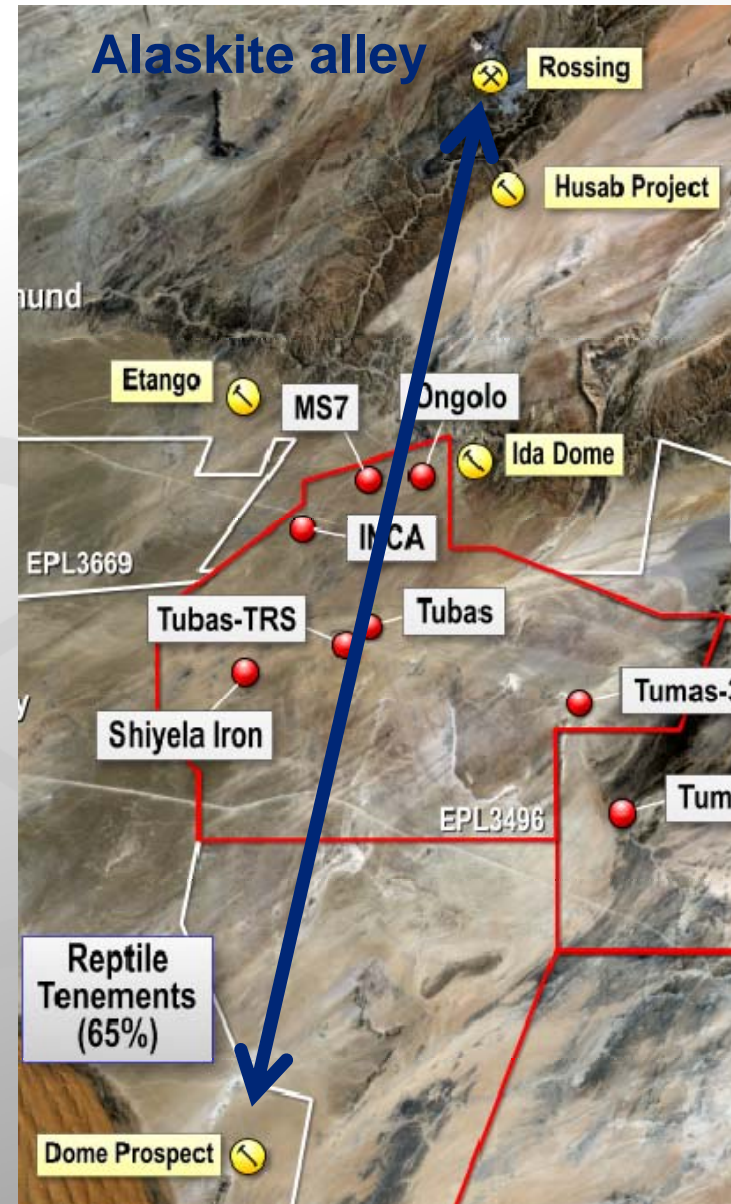 Alaskite alley
Rossing
Husab Project
Etango
MS7
Ongolo
Ida Dome
INCA
EPL3669
Tubas-TRS
Tubas
Shiyela Iron
EPL3496
Reptile
Tenements
(65%)
Dome Prospect